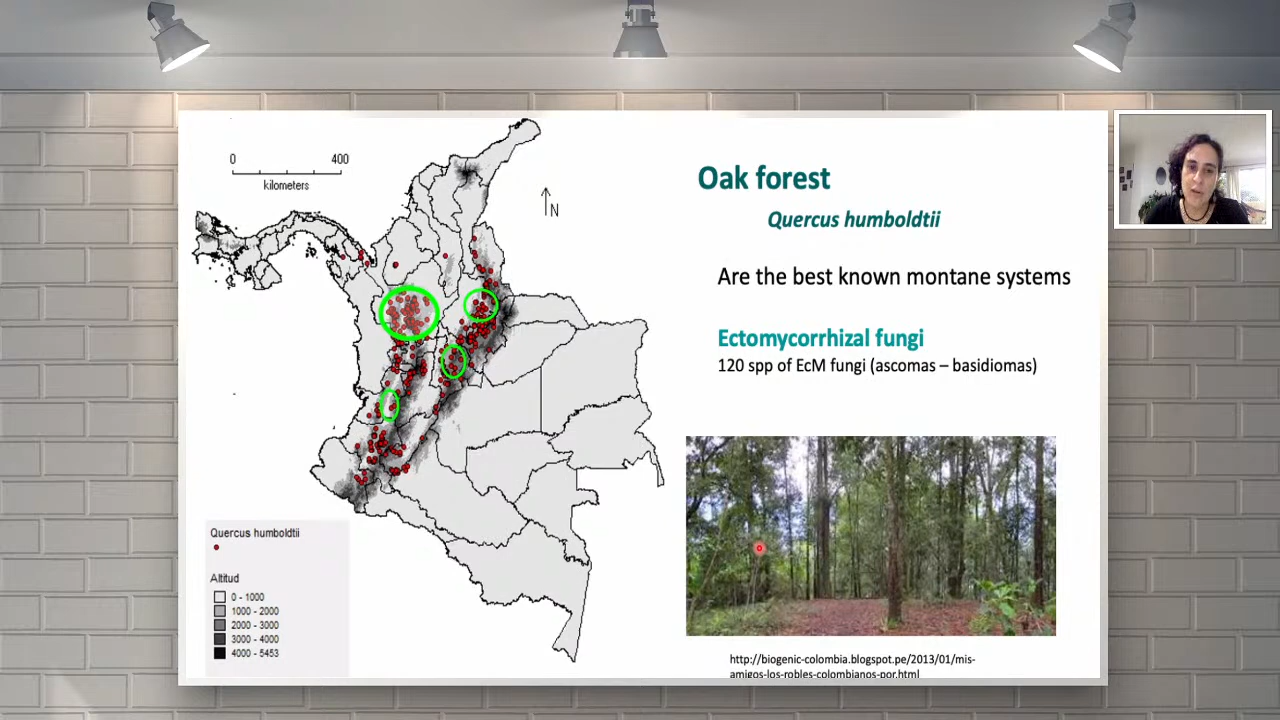 0 400
kilometers
N
Quercus humboldtii
Altitud
0 - 1000
1000 - 2000
2000 - 3000
3000 - 4000
4000 - 5453
Oak forest
Quercus humboldtii
Are the best known montane systems
Ectomycorrhizal fungi
120 spp of EcM fungi (ascomas – basidiomas)
http://biogenic-colombia.blogspot.pe/2013/01/mis-
amigos-los-robles-colombianos-por.html